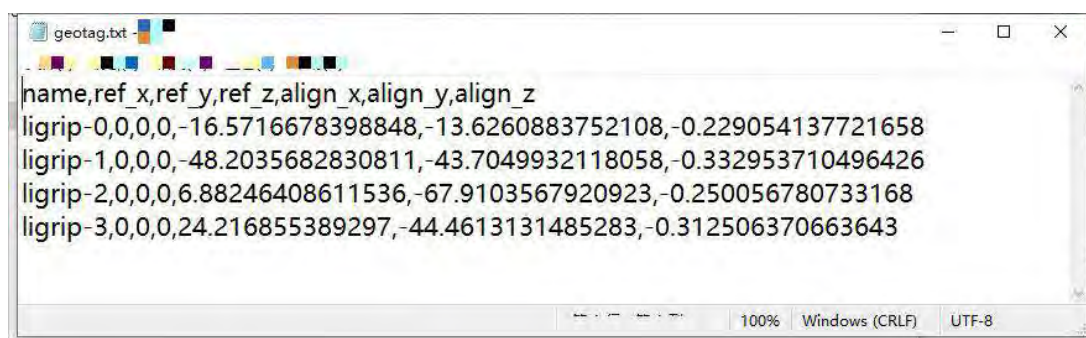 geotag.txt -
name,ref_x,ref_y,ref_z,align_x,align_y,align_z
ligrip-0,0,0,0,-16.5716678398848,-13.6260883752108,-0.229054137721658
ligrip-1,0,0,0,-48.2035682830811,-43.7049932118058,-0.332953710496426
ligrip-2,0,0,0,6.88246408611536,-67.9103567920923,-0.250056780733168
ligrip-3,0,0,0,24.216855389297,-44.4613131485283,-0.312506370663643
100% Windows (CRLF) UTF-8